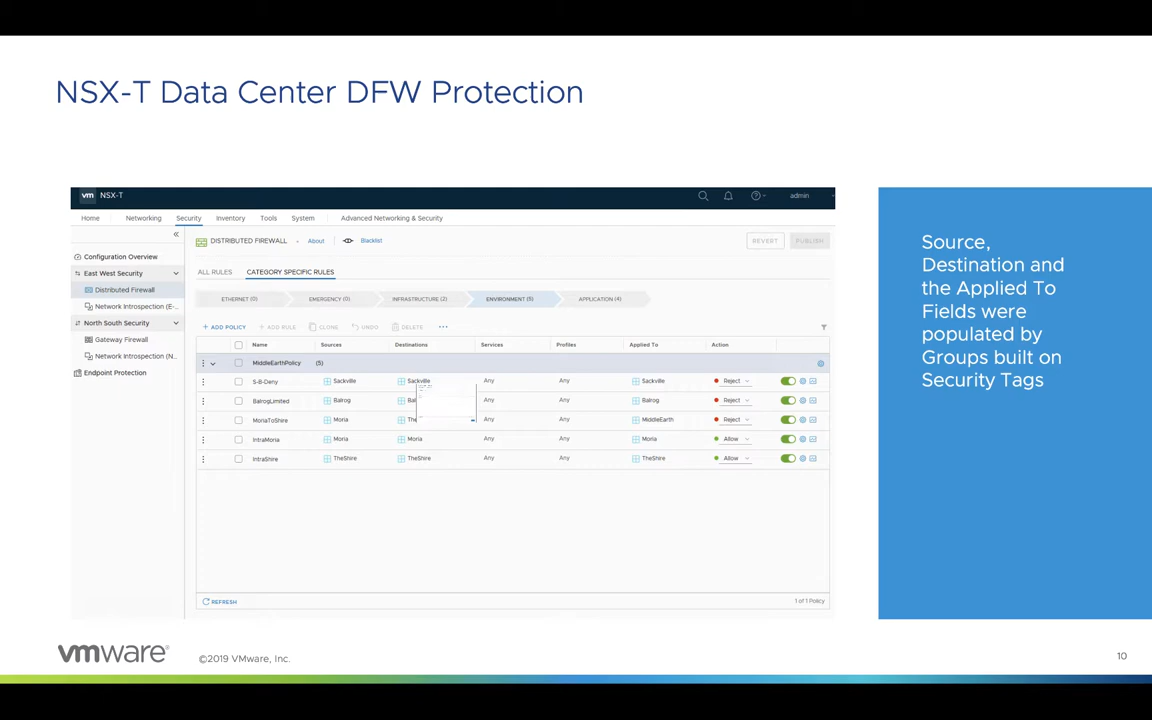 NSX-T Data Center DFW Protection
vm NSX-T admin
Home Networking Security Inventory Tools System Advanced Networking & Security
Configuration Overview
East West Security
Distributed Firewall
Network Introspection (E-...
North South Security
Gateway Firewall
Network Introspection (N...
Endpoint Protection
DISTRIBUTED FIREWALL About Blacklist REVERT PUBLISH
ALL RULES CATEGORY SPECIFIC RULES
ETHERNET (0) EMERGENCY (0) INFRASTRUCTURE (2) ENVIRONMENT (5) APPLICATION (4)
+ ADD POLICY + ADD RULE CLONE UNDO DELETE ...
Name Sources Destinations Services Profiles Applied To Action
MiddleEarthPolicy (5)
S-B-Deny Sackville Sackville Any Any Sackville Reject
BalrogLimited Balrog Any Any Balrog Reject
MoriaToShire Moria Any Any MiddleEarth Reject
IntraMoria Moria Moria Any Any Moria Allow
IntraShire TheShire TheShire Any Any TheShire Allow
REFRESH 1 of 1 Policy
Source,
Destination and
the Applied To
Fields were
populated by
Groups built on
Security Tags
vmware® ©2019 VMware, Inc. 10